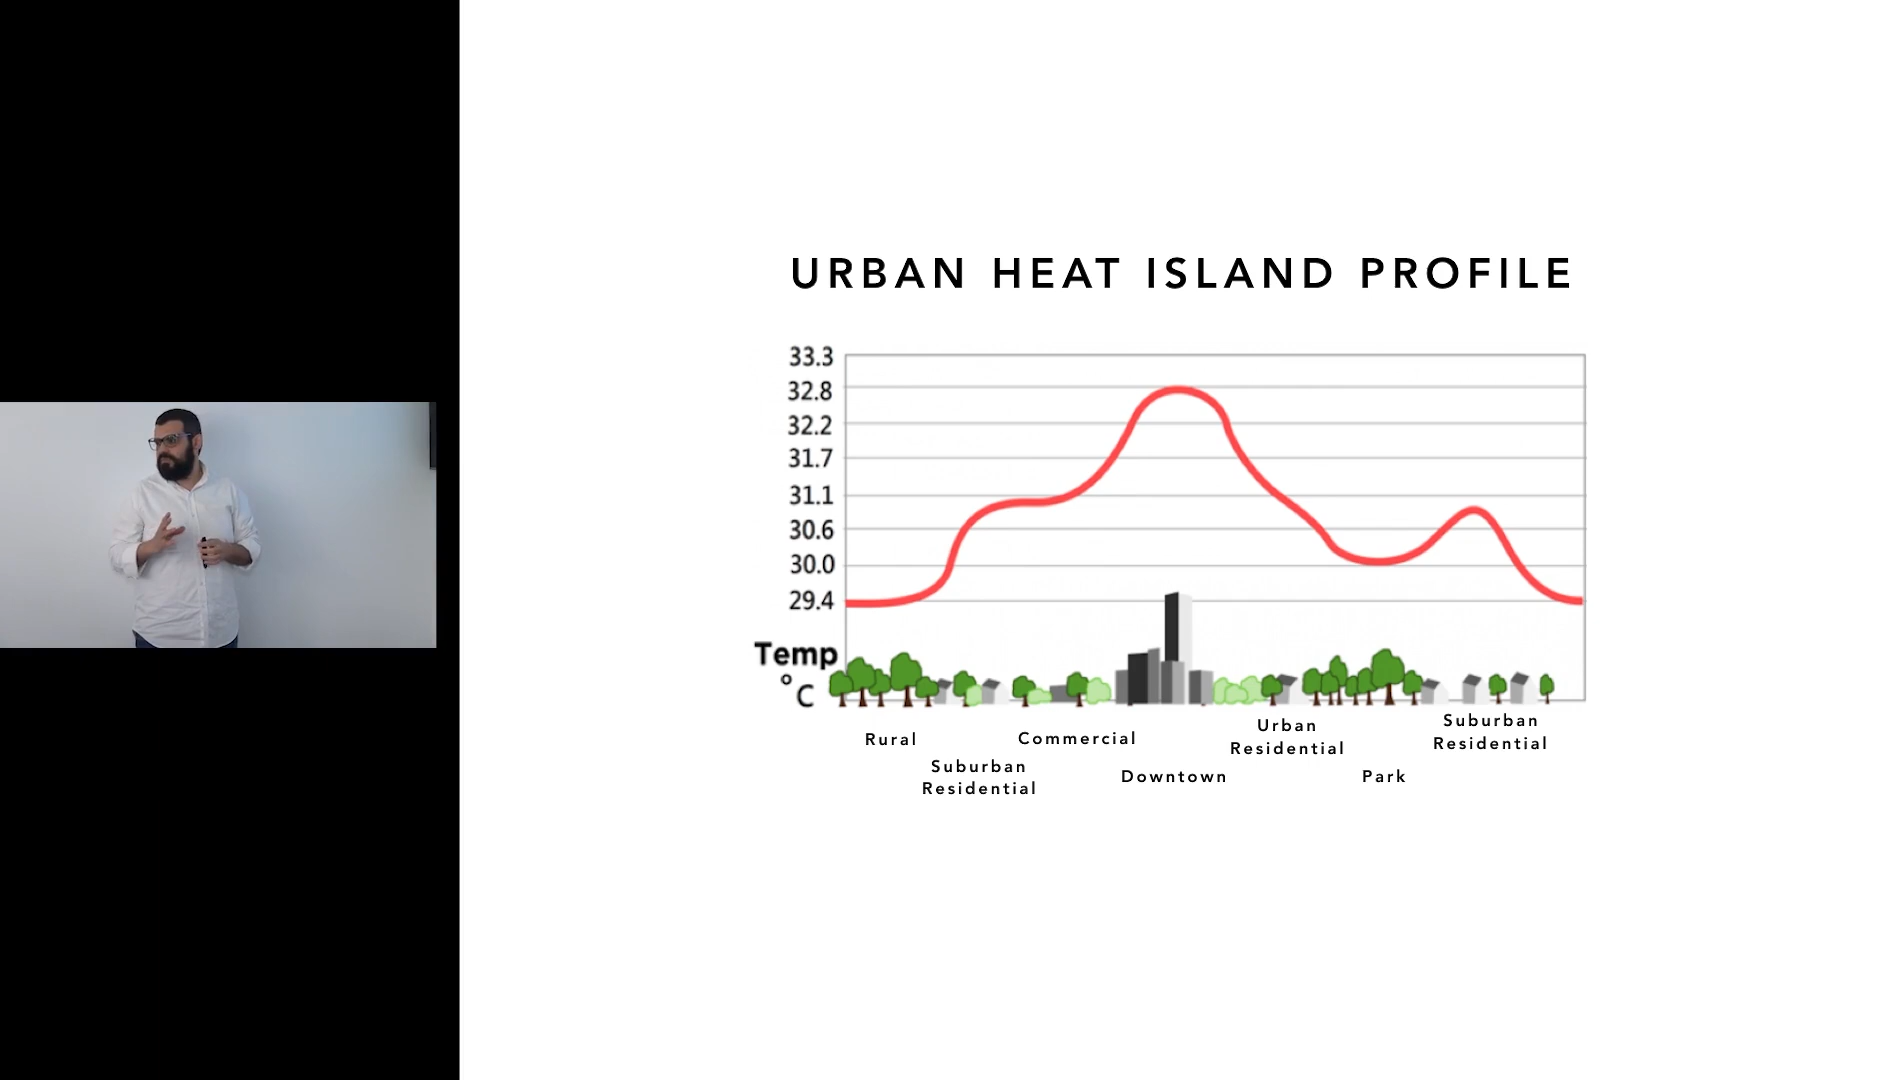 URBAN HEAT ISLAND PROFILE
33.3
32.8
32.2
31.7
31.1
30.6
30.0
29.4
Temp
°C
Rural
Suburban
Residential
Commercial
Downtown
Urban
Residential
Park
Suburban
Residential